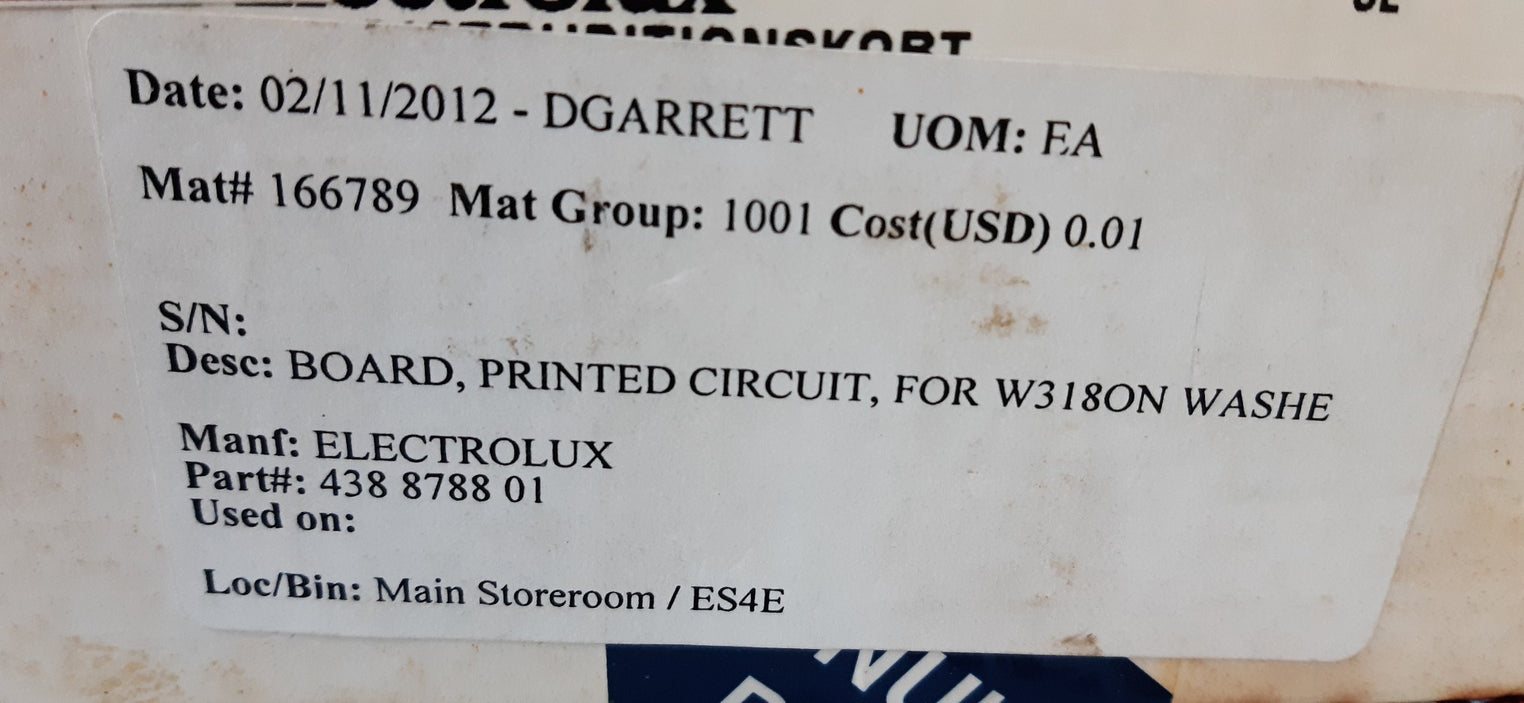 Date: 02/11/2012 - DGARRETT UOM: EA
Mat# 166789 Mat Group: 1001 Cost(USD) 0.01
S/N:
Desc: BOARD, PRINTED CIRCUIT, FOR W318ON WASHE
Manf: ELECTROLUX
Part#: 438 8788 01
Used on:
Loc/Bin: Main Storeroom / ES4E